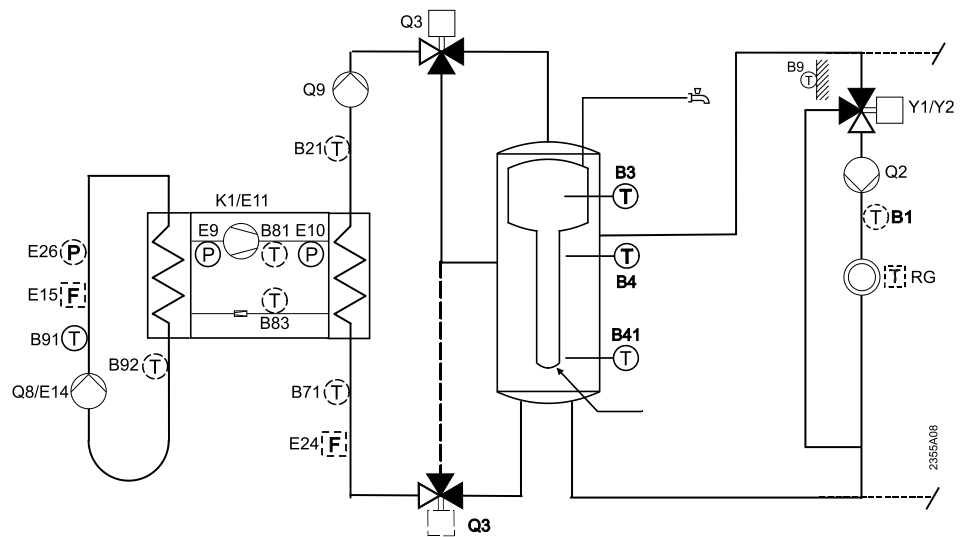 Q3
B9
T
Q9
Y1/Y2
B21
T
Q2
B3
T
K1/E11
T
B1
E9
B81
E10
E26
P
P
T
P
T
B4
E15
F
T
T
RG
B83
B91
T
B41
T
B92
T
Q8/E14
B71
T
E24
F
2355A08
Q3